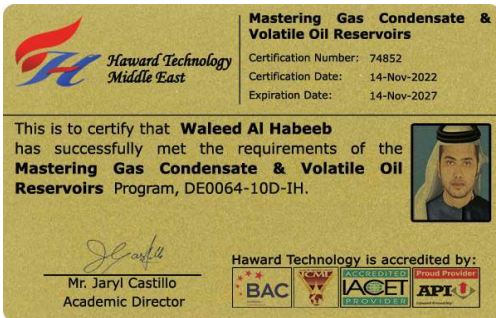 Haward Technology
Middle East
Mastering Gas Condensate &
Volatile Oil Reservoirs
Certification Number: 74852
Certification Date: 14-Nov-2022
Expiration Date: 14-Nov-2027
This is to certify that Waleed Al Habeeb
has successfully met the requirements of the
Mastering Gas Condensate & Volatile Oil
Reservoirs Program, DE0064-10D-IH.
Mr. Jaryl Castillo
Academic Director
Haward Technology is accredited by:
BAC
ACCREDITED
IACET
PROVIDER
Proud Provider
API